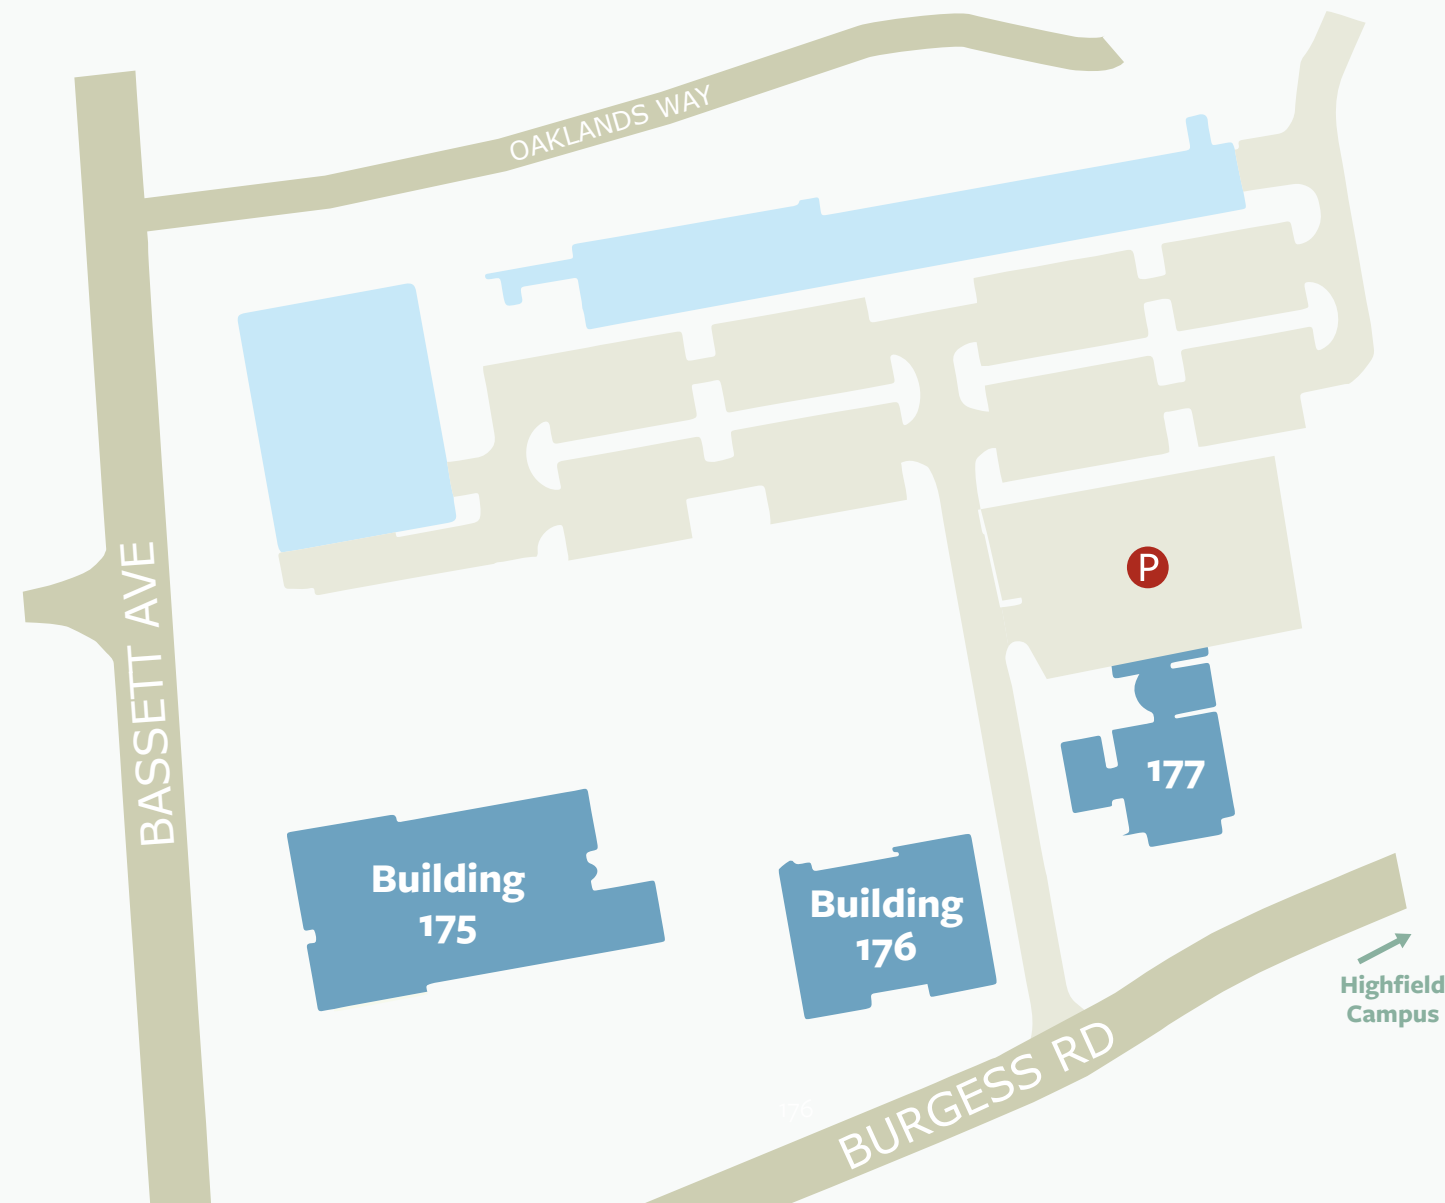 OAKLANDS WAY
BASSETT AVE
P
177
Building
175
Building
176
Highfield
Campus
BURGESS RD
176